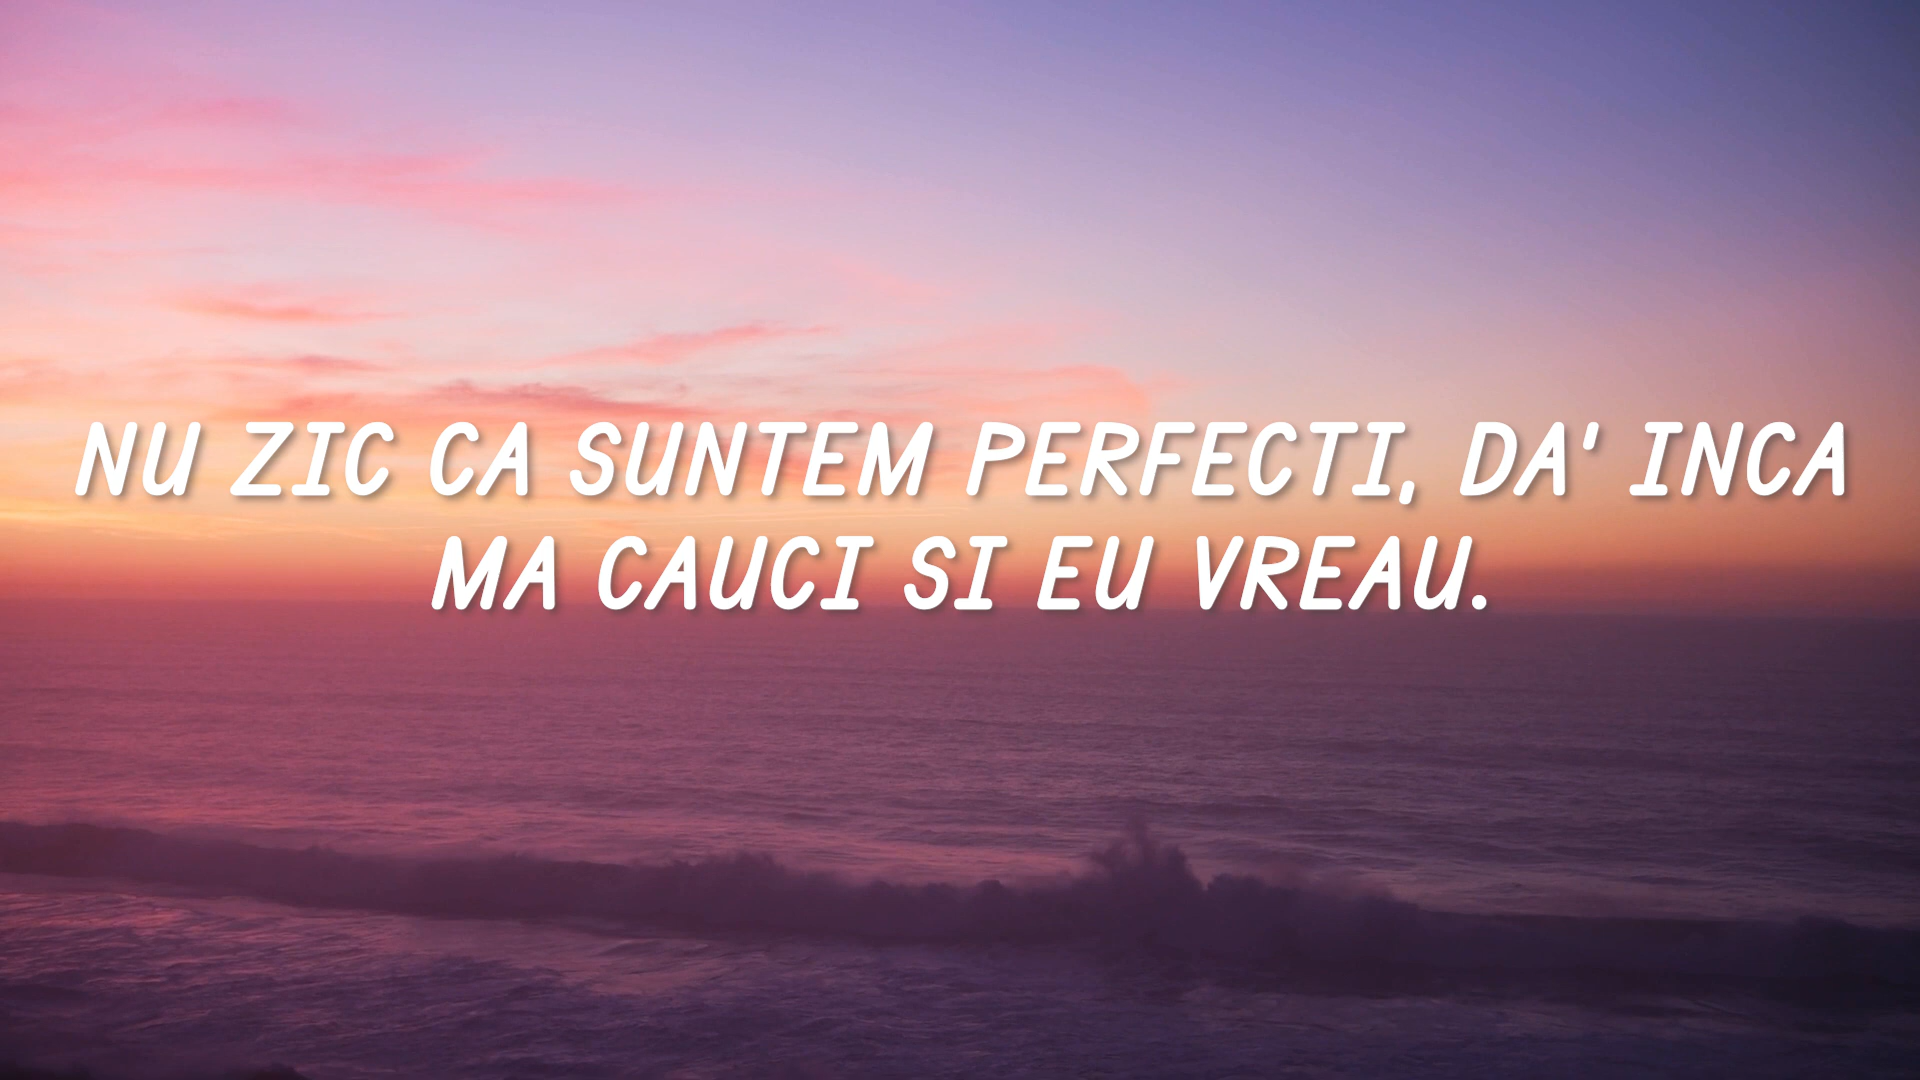 NU ZIC CA SUNTEM PERFECTI, DA' INCA
MA CAUCI SI EU VREAU.